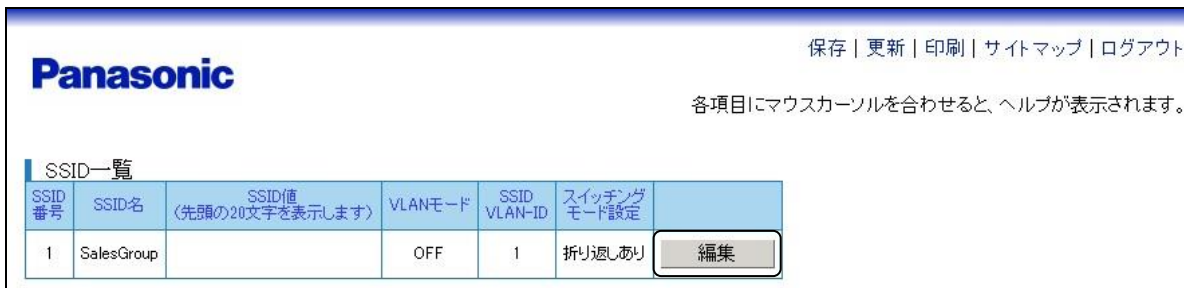 保存 | 更新 | 印刷 | サイトマップ | ログアウト
Panasonic
各項目にマウスカーソルを合わせると、ヘルプが表示されます。
SSID一覧
SSID番号 SSID名 SSID値(先頭の20文字を表示します) VLANモード SSID VLAN-ID スイッチングモード設定
1 SalesGroup OFF 1 折り返しあり 編集